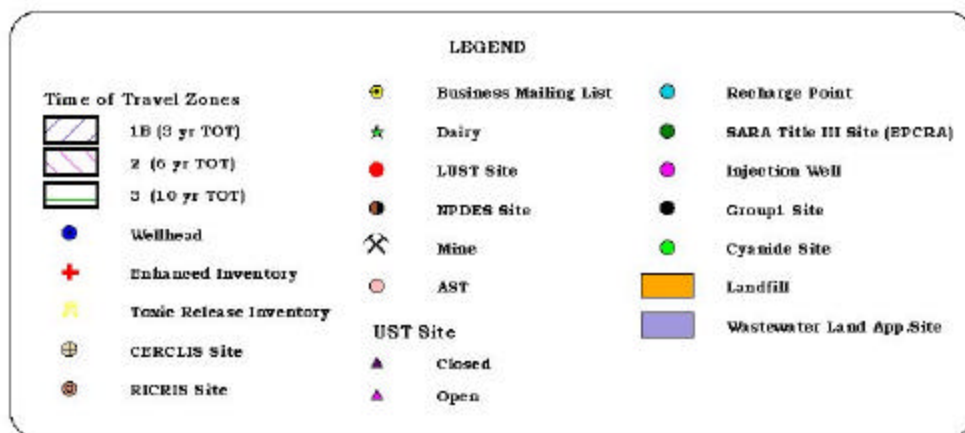 LEGEND
Time of Travel Zones
1B (3 yr TOT)
2 (6 yr TOT)
3 (10 yr TOT)
Wellhead
Enhanced Inventory
Toxic Release Inventory
CERCLIS Site
RICRIS Site
Business Mailing List
Dairy
LUST Site
NPDES Site
Mine
AST
UST Site
Closed
Open
Recharge Point
SARA Title III Site (EPCRA)
Injection Well
Group1 Site
Cyanide Site
Landfill
Wastewater Land App.Site